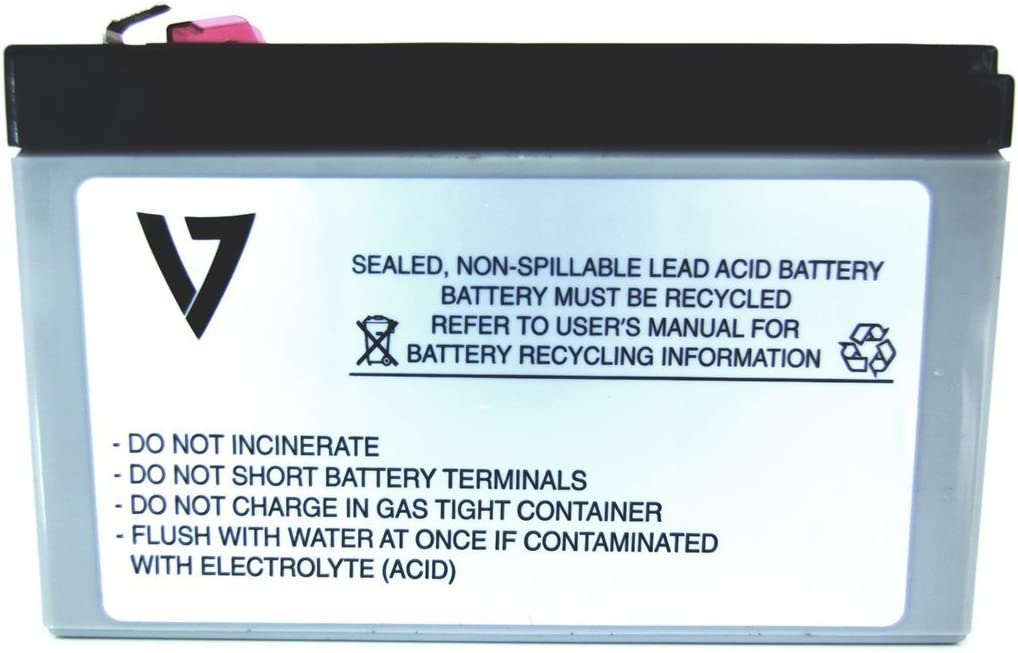 V7
SEALED, NON-SPILLABLE LEAD ACID BATTERY
BATTERY MUST BE RECYCLED
REFER TO USER'S MANUAL FOR
BATTERY RECYCLING INFORMATION
- DO NOT INCINERATE
- DO NOT SHORT BATTERY TERMINALS
- DO NOT CHARGE IN GAS TIGHT CONTAINER
- FLUSH WITH WATER AT ONCE IF CONTAMINATED
WITH ELECTROLYTE (ACID)